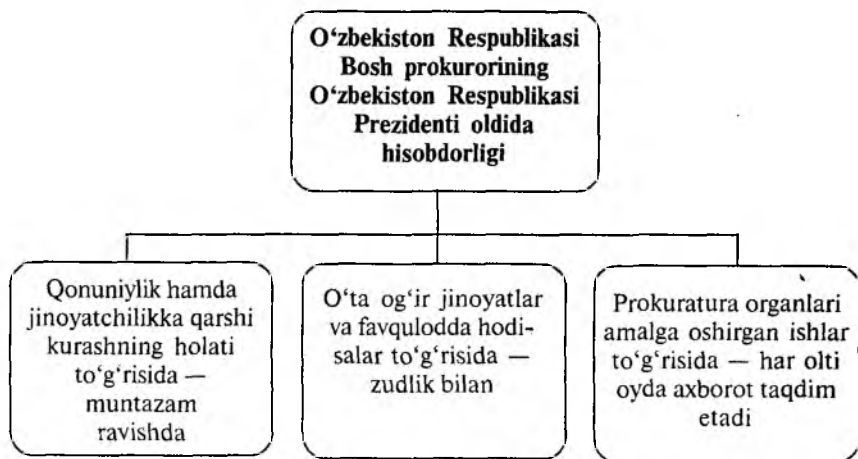 O‘zbekiston Respublikasi
Bosh prokurorining
O‘zbekiston Respublikasi
Prezidenti oldida
hisobdorligi
Qonuniylik hamda
jinoyatchilikka qarshi
kurashning holati
to‘g‘risida —
muntazam
ravishda
O‘ta og‘ir jinoyatlar
va favqulodda hodi-
salar to‘g‘risida —
zudlik bilan
Prokuratura organlari
amalga oshirgan ishlar
to‘g‘risida — har olti
oyda axborot taqdim
etadi